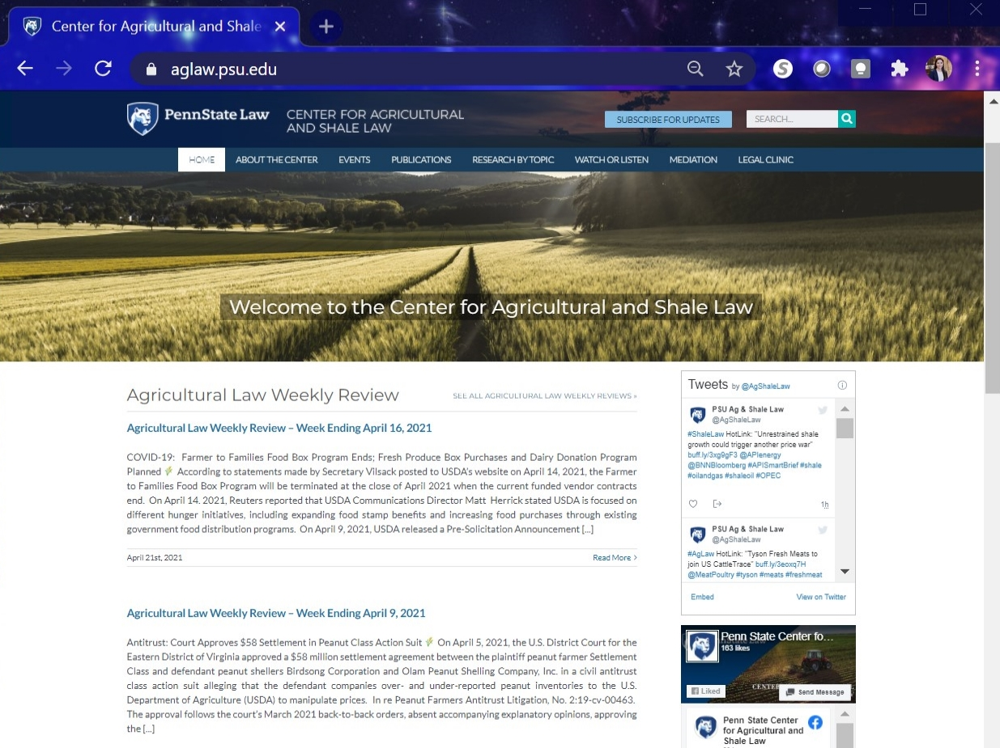 Center for Agricultural and Shale
aglaw.psu.edu
PennState Law
CENTER FOR AGRICULTURAL
AND SHALE LAW
SUBSCRIBE FOR UPDATES
SEARCH...
HOME
ABOUT THE CENTER
EVENTS
PUBLICATIONS
RESEARCH BY TOPIC
WATCH OR LISTEN
MEDIATION
LEGAL CLINIC
Welcome to the Center for Agricultural and Shale Law
Agricultural Law Weekly Review
SEE ALL AGRICULTURAL LAW WEEKLY REVIEWS »
Agricultural Law Weekly Review – Week Ending April 16, 2021
COVID-19: Farmer to Families Food Box Program Ends; Fresh Produce Box Purchases and Dairy Donation Program
Planned According to statements made by Secretary Vilsack posted to USDA's website on April 14, 2021, the Farmer
to Families Food Box Program will be terminated at the close of April 2021 when the current funded vendor contracts
end. On April 14. 2021, Reuters reported that USDA Communications Director Matt Herrick stated USDA is focused on
different hunger initiatives, including expanding food stamp benefits and increasing food purchases through existing
government food distribution programs. On April 9, 2021, USDA released a Pre-Solicitation Announcement [...]
April 21st, 2021
Read More >
Agricultural Law Weekly Review – Week Ending April 9, 2021
Antitrust: Court Approves $58 Settlement in Peanut Class Action Suit On April 5, 2021, the U.S. District Court for the
Eastern District of Virginia approved a $58 million settlement agreement between the plaintiff peanut farmer Settlement
Class and defendant peanut shellers Birdsong Corporation and Olam Peanut Shelling Company, Inc. in a civil antitrust
class action suit alleging that the defendant companies over- and under-reported peanut inventories to the U.S.
Department of Agriculture (USDA) to manipulate prices. In re Peanut Farmers Antitrust Litigation, No. 2:19-cv-00463.
The approval follows the court's March 2021 back-to-back orders, absent accompanying explanatory opinions, approving
the [...]
Tweets by @AgShaleLaw
PSU Ag & Shale Law
@AgShaleLaw
#ShaleLaw HotLink: "Unrestrained shale
growth could trigger another price war"
buff.ly/3xg9gF3 @APIenergy
@BNNBloomberg #APISmartBrief #shale
#oilandgas #shaleoil #OPEC
1h
PSU Ag & Shale Law
@AgShaleLaw
#AgLaw HotLink: "Tyson Fresh Meats to
join US CattleTrace" buff.ly/3eoxq7H
@MeatPoultry #tyson #meats #freshmeat
Embed
View on Twitter
Penn State Center fo...
163 likes
CENTE
Liked
Send Message
Penn State Center
for Agricultural and
Shale Law